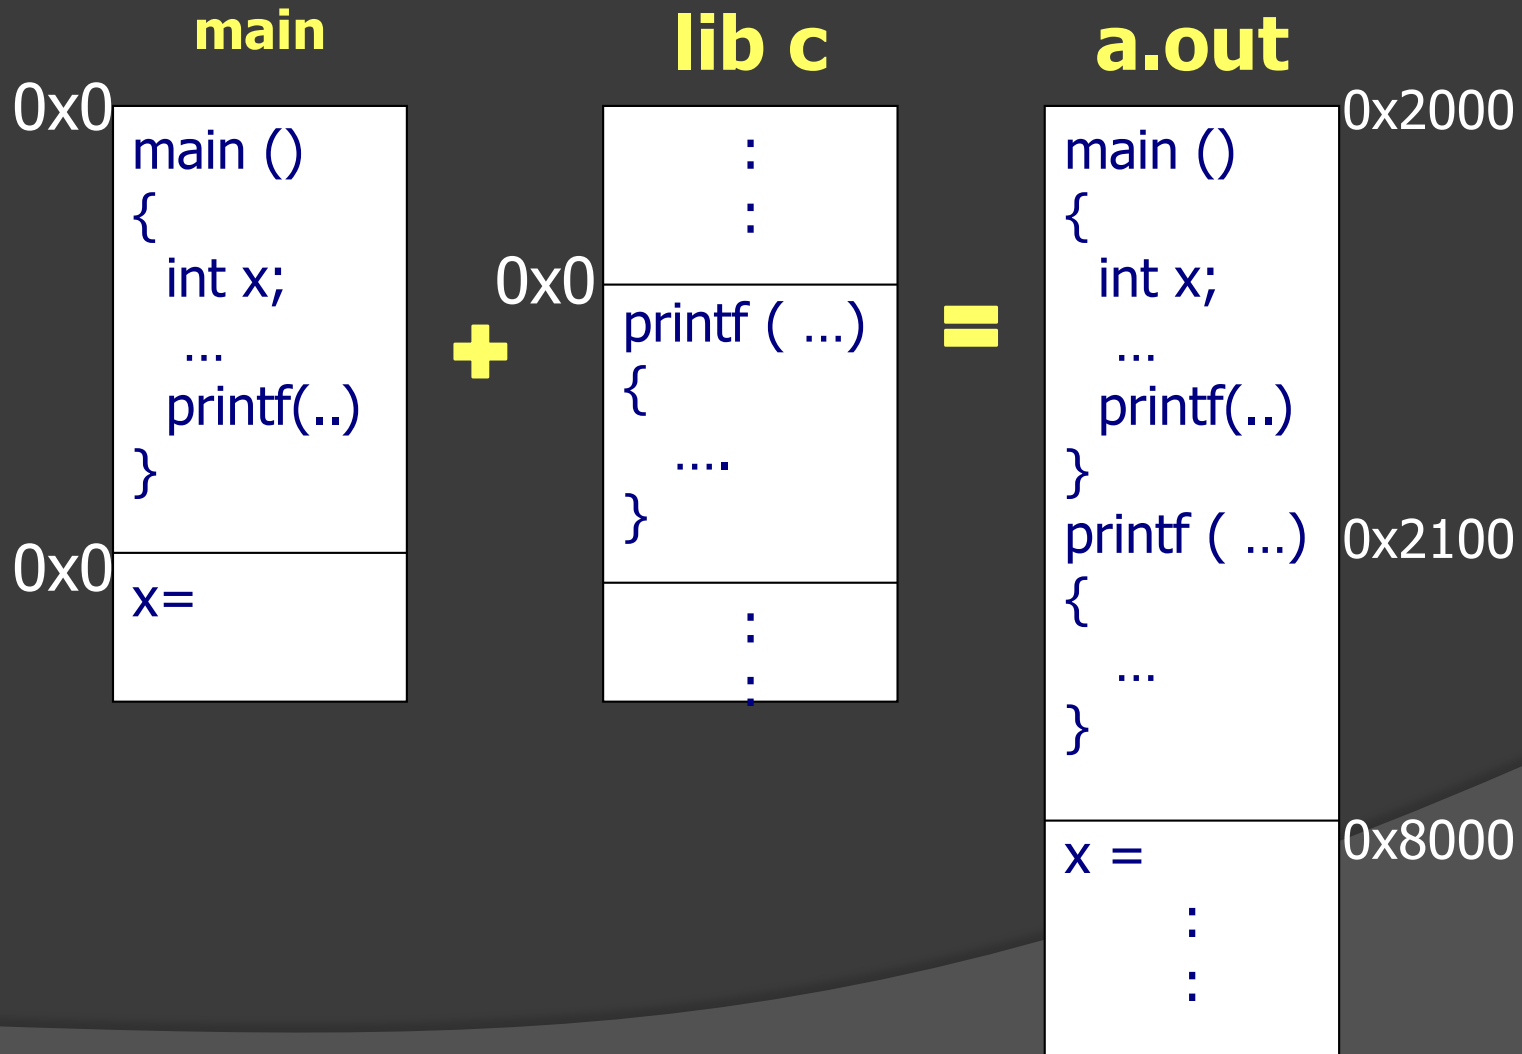 main
lib c
a.out
0x0
main ()
{
int x;
...
printf(..)
}
0x0
x=
:
:
0x0
printf ( ...)
{
....
}
:
:
0x2000
main ()
{
int x;
...
printf(..)
}
printf ( ...)
0x2100
{
...
}
0x8000
x =
:
: